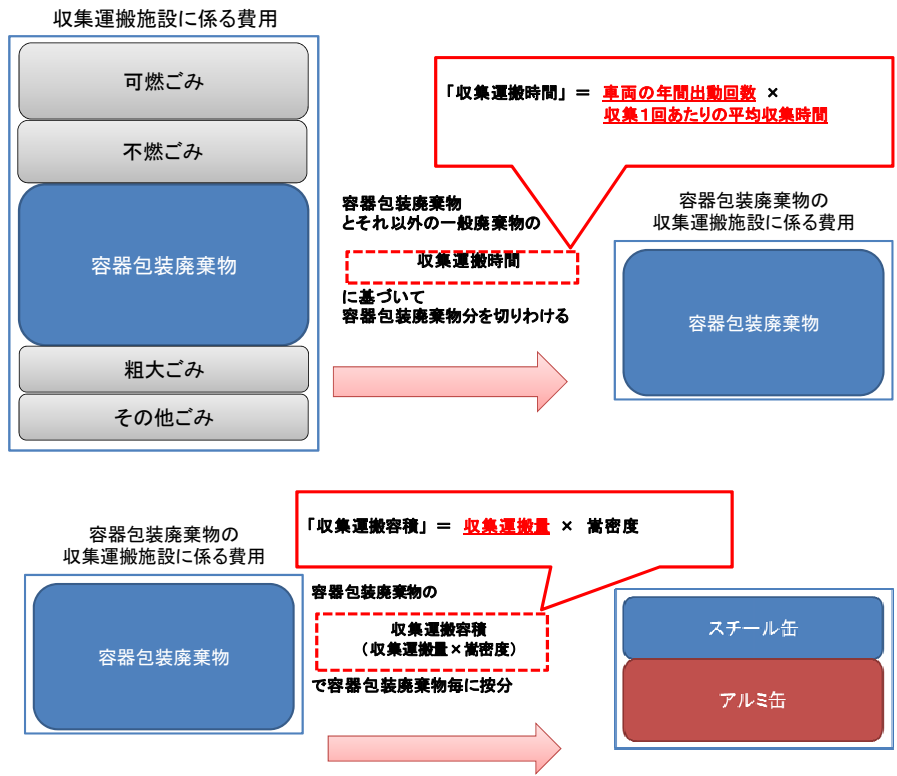 収集運搬施設に係る費用
可燃ごみ
不燃ごみ
容器包装廃棄物
粗大ごみ
その他ごみ
「収集運搬時間」 ＝ 車両の年間出動回数 ×
収集１回あたりの平均収集時間
容器包装廃棄物
とそれ以外の一般廃棄物の
収集運搬時間
に基づいて
容器包装廃棄物分を切りわける
容器包装廃棄物の
収集運搬施設に係る費用
容器包装廃棄物
容器包装廃棄物の
収集運搬施設に係る費用
容器包装廃棄物
「収集運搬容積」 ＝ 収集運搬量 × 嵩密度
容器包装廃棄物の
収集運搬容積
（収集運搬量×嵩密度）
で容器包装廃棄物毎に按分
スチール缶
アルミ缶